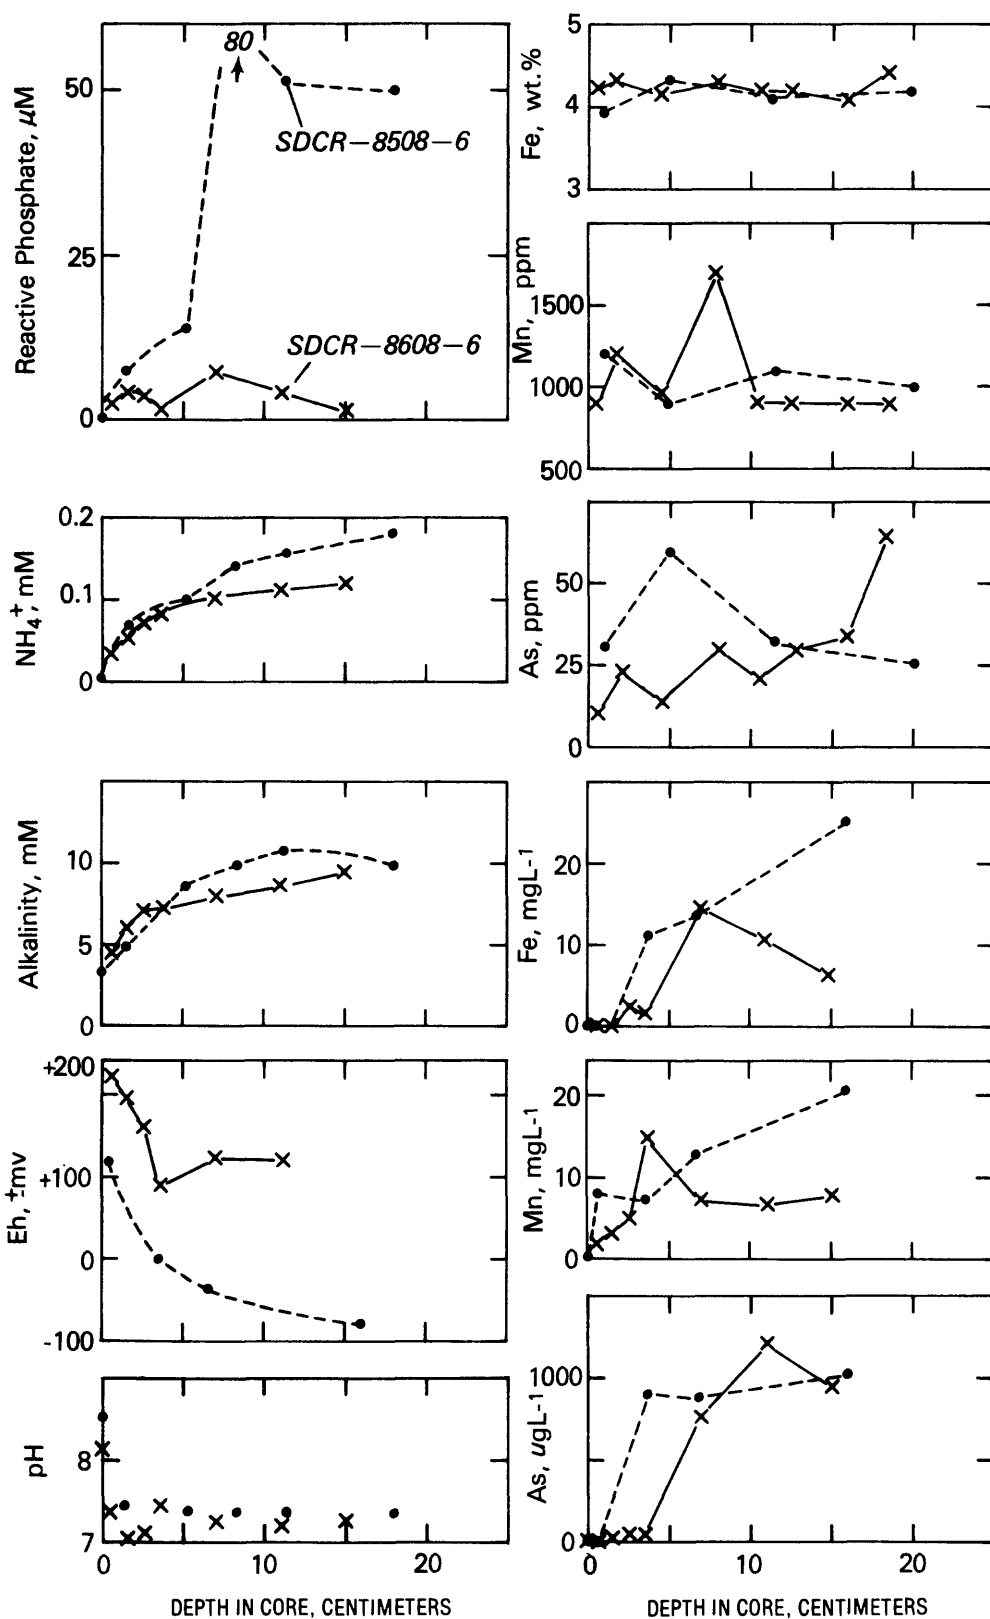 Reactive Phosphate, µM
50
25
0
80
SDCR-8508-6
SDCR-8608-6
NH4+, mM
0.2
0.1
0
Alkalinity, mM
10
5
0
Eh, ±mv
+200
+100
0
-100
pH
8
7
0
10
20
DEPTH IN CORE, CENTIMETERS
Fe, wt.%
5
4
3
Mn, ppm
1500
1000
500
As, ppm
50
25
0
Fe, mgL-1
20
10
0
Mn, mgL-1
20
10
0
As, ugL-1
1000
0
0
10
20
DEPTH IN CORE, CENTIMETERS